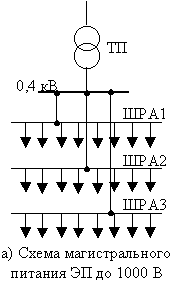 ТП
0,4 кВ
ШРА1
ШРА2
ШРА3
а) Схема магистрального
питания ЭП до 1000 В